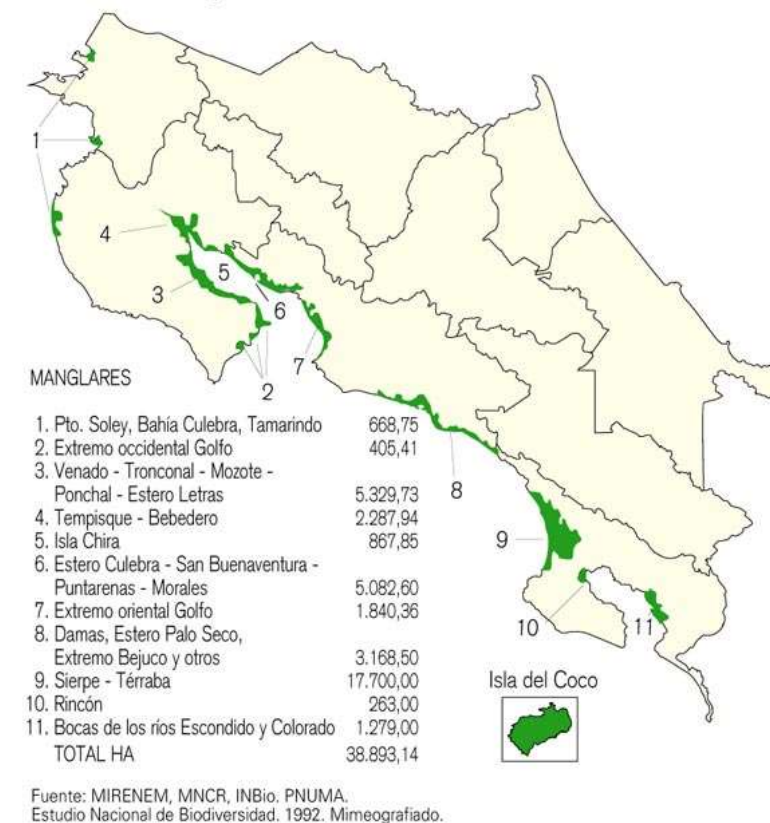 1
4
5
3
6
7
2
8
9
10
11
MANGLARES
1. Pto. Soley, Bahía Culebra, Tamarindo 668,75
2. Extremo occidental Golfo 405,41
3. Venado - Tronconal - Mozote -
Ponchal - Estero Letras 5.329,73
4. Tempisque - Bebedero 2.287,94
5. Isla Chira 867,85
6. Estero Culebra - San Buenaventura -
Puntarenas - Morales 5.082,60
7. Extremo oriental Golfo 1.840,36
8. Damas, Estero Palo Seco,
Extremo Bejuco y otros 3.168,50
9. Sierpe - Térraba 17.700,00
10. Rincón 263,00
11. Bocas de los ríos Escondido y Colorado 1.279,00
TOTAL HA 38.893,14
Isla del Coco
Fuente: MIRENEM, MNCR, INBio. PNUMA.
Estudio Nacional de Biodiversidad. 1992. Mimeografiado.